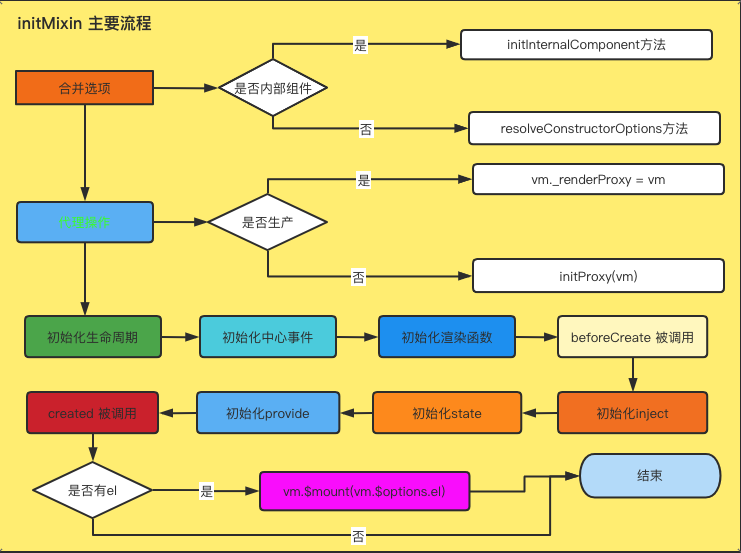 initMixin 主要流程
是
initInternalComponent方法
合并选项
是否内部组件
否
resolveConstructorOptions方法
是
vm._renderProxy = vm
代理操作
是否生产
否
initProxy(vm)
初始化生命周期
初始化中心事件
初始化渲染函数
beforeCreate 被调用
created 被调用
初始化provide
初始化state
初始化inject
是否有el
是
vm.$mount(vm.$options.el)
结束
否